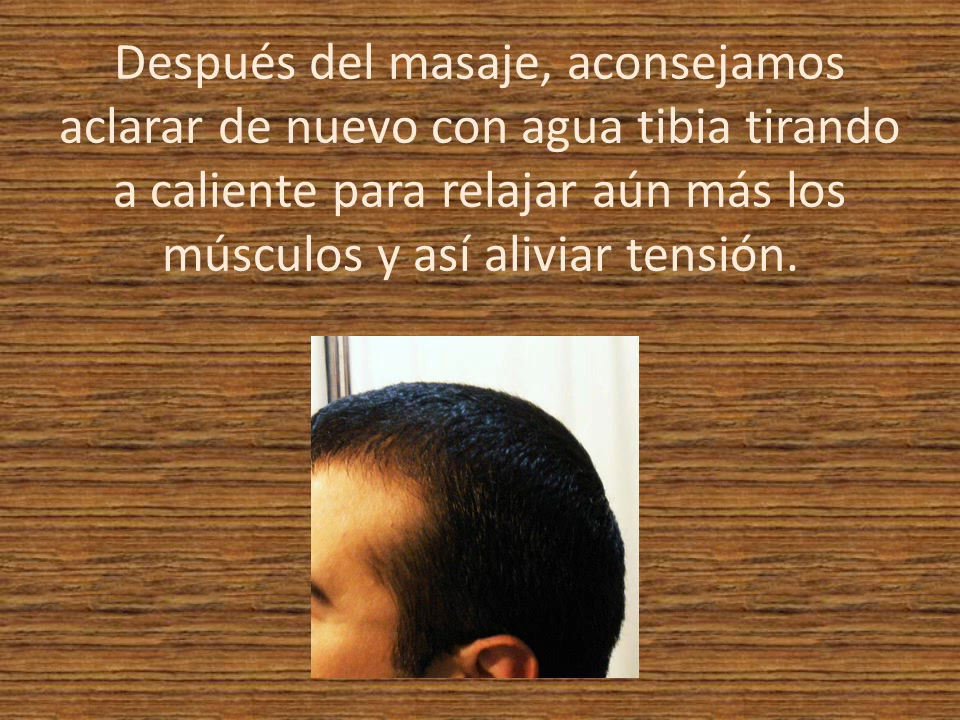 Después del masaje, aconsejamos
aclarar de nuevo con agua tibia tirando
a caliente para relajar aún más los
músculos y así aliviar tensión.